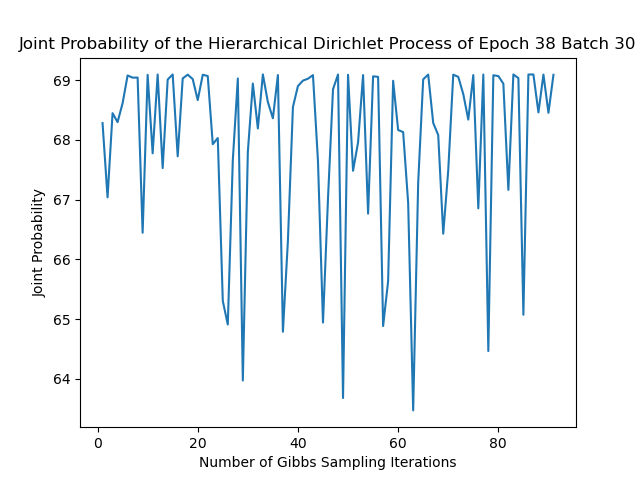 Joint Probability of the Hierarchical Dirichlet Process of Epoch 38 Batch 30
69
68
67
66
65
64
Joint Probability
0 20 40 60 80
Number of Gibbs Sampling Iterations